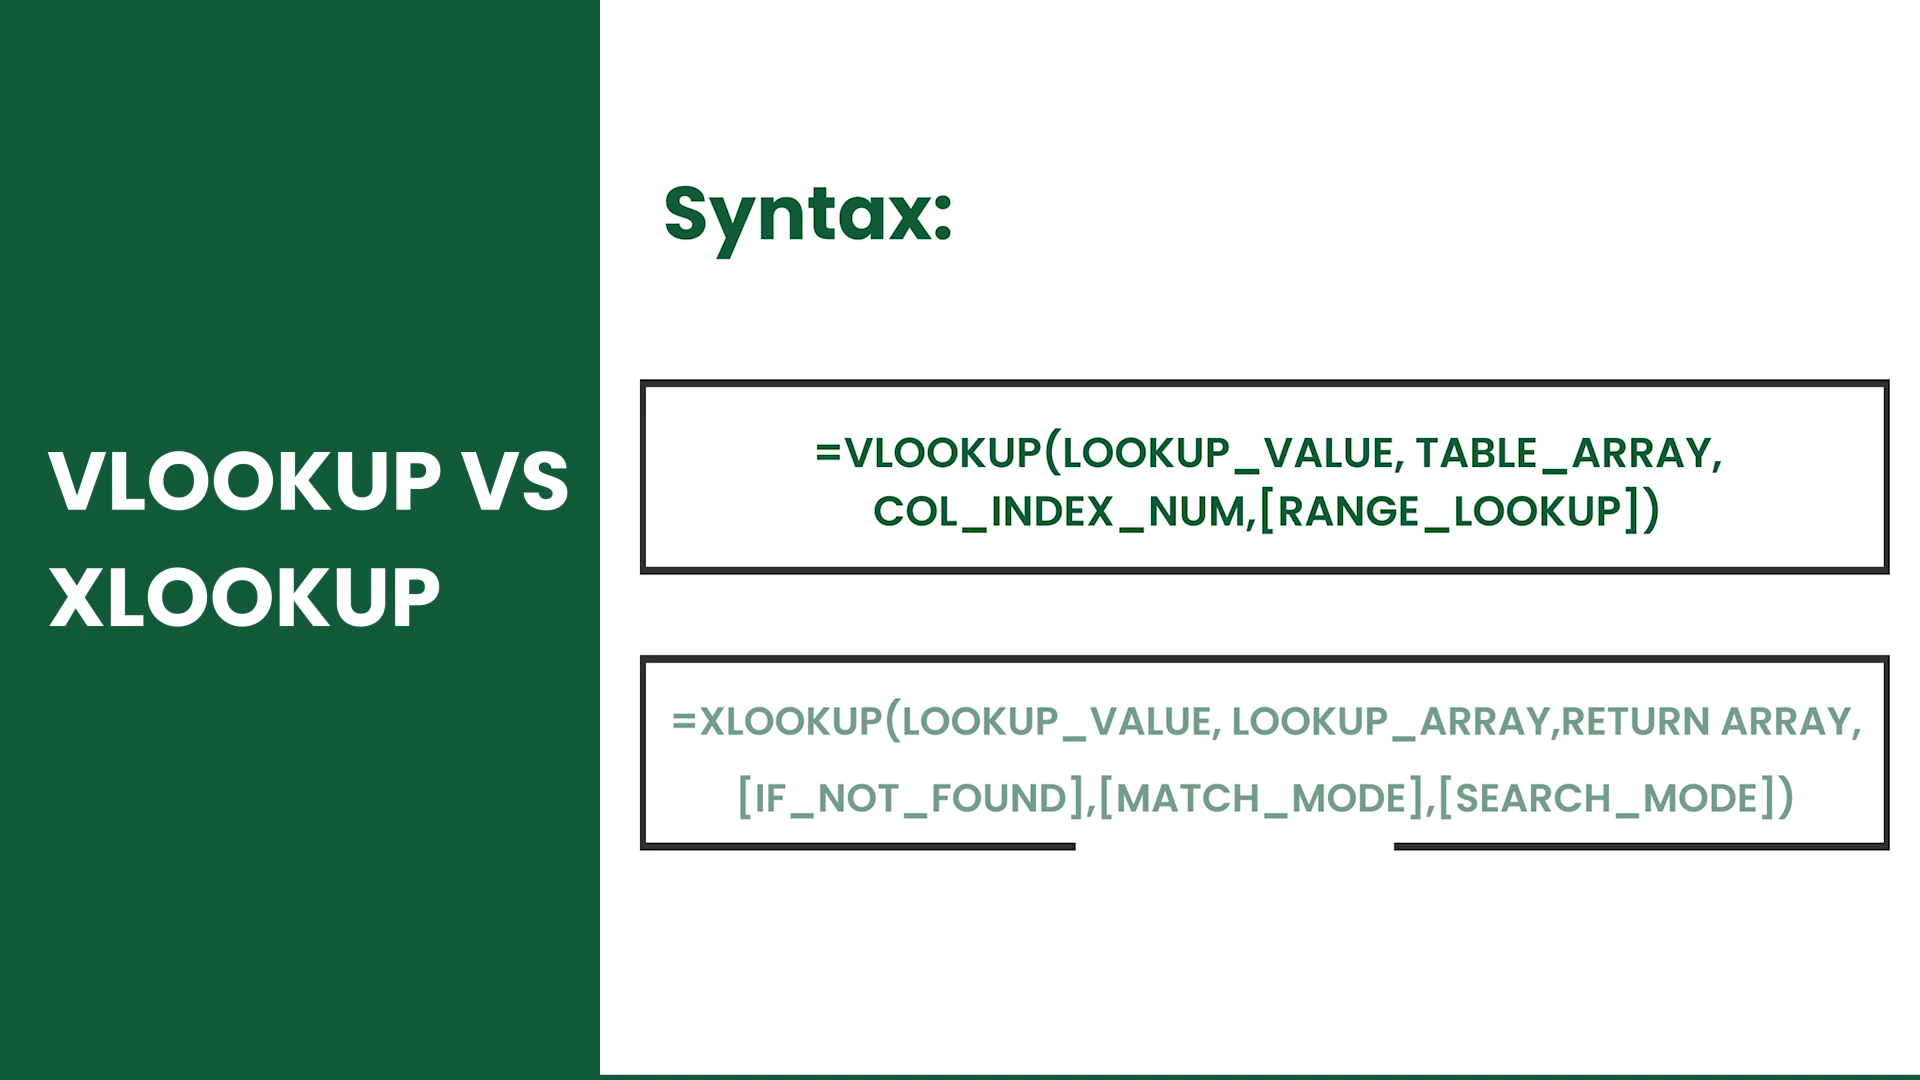 VLOOKUP VS
XLOOKUP
Syntax:
=VLOOKUP(LOOKUP_VALUE, TABLE_ARRAY,
COL_INDEX_NUM,[RANGE_LOOKUP])
=XLOOKUP(LOOKUP_VALUE, LOOKUP_ARRAY,RETURN ARRAY,
[IF_NOT_FOUND],[MATCH_MODE],[SEARCH_MODE])